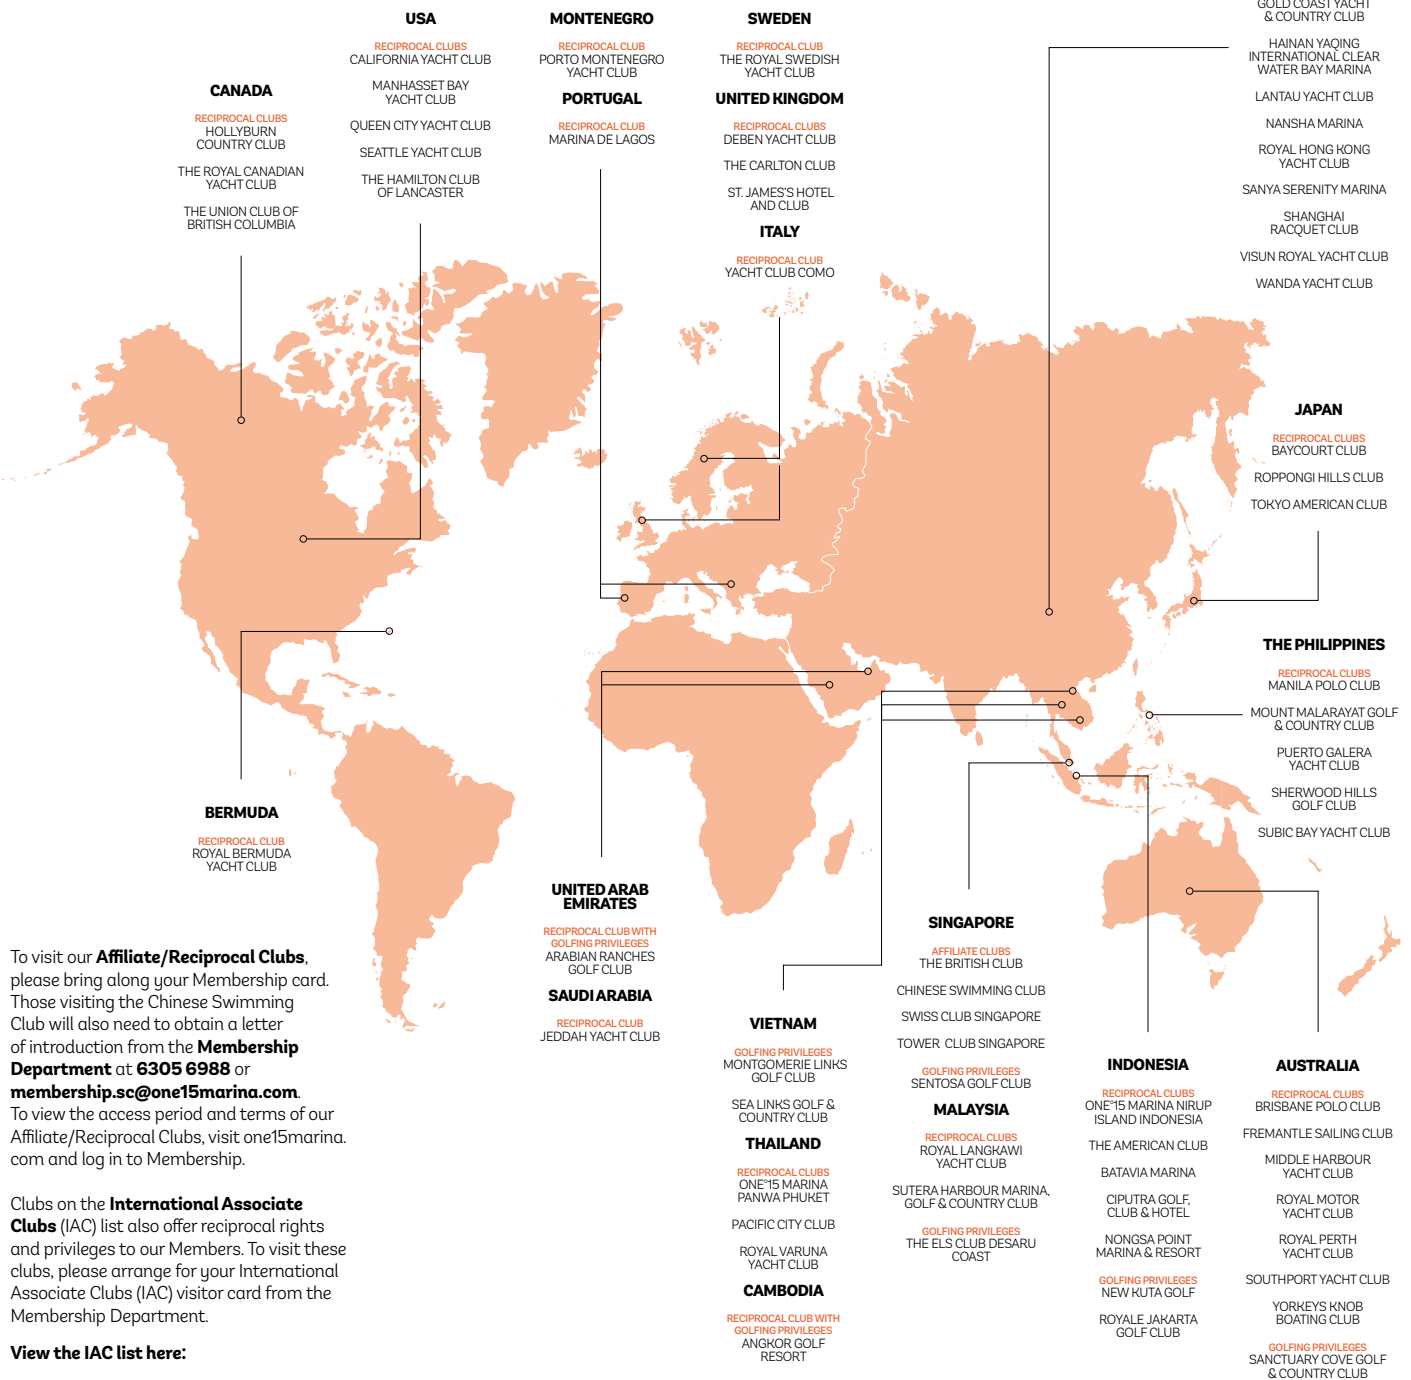 USA
RECIPROCAL CLUBS
CALIFORNIA YACHT CLUB
MANHASSET BAY
YACHT CLUB
QUEEN CITY YACHT CLUB
SEATTLE YACHT CLUB
THE HAMILTON CLUB
OF LANCASTER
MONTENEGRO
RECIPROCAL CLUB
PORTO MONTENEGRO
YACHT CLUB
PORTUGAL
RECIPROCAL CLUB
MARINA DE LAGOS
SWEDEN
RECIPROCAL CLUB
THE ROYAL SWEDISH
YACHT CLUB
UNITED KINGDOM
RECIPROCAL CLUBS
DEBEN YACHT CLUB
THE CARLTON CLUB
ST. JAMES'S HOTEL
AND CLUB
ITALY
RECIPROCAL CLUB
YACHT CLUB COMO
GOLD COAST YACHT
& COUNTRY CLUB
HAINAN YAQING
INTERNATIONAL CLEAR
WATER BAY MARINA
LANTAU YACHT CLUB
NANSHA MARINA
ROYAL HONG KONG
YACHT CLUB
SANYA SERENITY MARINA
SHANGHAI
RACQUET CLUB
VISUN ROYAL YACHT CLUB
WANDA YACHT CLUB
CANADA
RECIPROCAL CLUBS
HOLLYBURN
COUNTRY CLUB
THE ROYAL CANADIAN
YACHT CLUB
THE UNION CLUB OF
BRITISH COLUMBIA
JAPAN
RECIPROCAL CLUBS
BAYCOURT CLUB
ROPPONGI HILLS CLUB
TOKYO AMERICAN CLUB
THE PHILIPPINES
RECIPROCAL CLUBS
MANILA POLO CLUB
MOUNT MALARAYAT GOLF
& COUNTRY CLUB
PUERTO GALERA
YACHT CLUB
SHERWOOD HILLS
GOLF CLUB
SUBIC BAY YACHT CLUB
BERMUDA
RECIPROCAL CLUB
ROYAL BERMUDA
YACHT CLUB
UNITED ARAB
EMIRATES
RECIPROCAL CLUB WITH
GOLFING PRIVILEGES
ARABIAN RANCHES
GOLF CLUB
SAUDI ARABIA
RECIPROCAL CLUB
JEDDAH YACHT CLUB
VIETNAM
GOLFING PRIVILEGES
MONTGOMERIE LINKS
GOLF CLUB
SEA LINKS GOLF &
COUNTRY CLUB
THAILAND
RECIPROCAL CLUBS
ONE°15 MARINA
PANWA PHUKET
PACIFIC CITY CLUB
ROYAL VARUNA
YACHT CLUB
CAMBODIA
RECIPROCAL CLUB WITH
GOLFING PRIVILEGES
ANGKOR GOLF
RESORT
SINGAPORE
AFFILIATE CLUBS
THE BRITISH CLUB
CHINESE SWIMMING CLUB
SWISS CLUB SINGAPORE
TOWER CLUB SINGAPORE
GOLFING PRIVILEGES
SENTOSA GOLF CLUB
MALAYSIA
RECIPROCAL CLUBS
ROYAL LANGKAWI
YACHT CLUB
SUTERA HARBOUR MARINA,
GOLF & COUNTRY CLUB
GOLFING PRIVILEGES
THE ELS CLUB DESARU
COAST
INDONESIA
RECIPROCAL CLUBS
ONE°15 MARINA NIRUP
ISLAND INDONESIA
THE AMERICAN CLUB
BATAVIA MARINA
CIPUTRA GOLF,
CLUB & HOTEL
NONGSA POINT
MARINA & RESORT
GOLFING PRIVILEGES
NEW KUTA GOLF
ROYALE JAKARTA
GOLF CLUB
AUSTRALIA
RECIPROCAL CLUBS
BRISBANE POLO CLUB
FREMANTLE SAILING CLUB
MIDDLE HARBOUR
YACHT CLUB
ROYAL MOTOR
YACHT CLUB
ROYAL PERTH
YACHT CLUB
SOUTHPORT YACHT CLUB
YORKEYS KNOB
BOATING CLUB
GOLFING PRIVILEGES
SANCTUARY COVE GOLF
& COUNTRY CLUB
To visit our Affiliate/Reciprocal Clubs,
please bring along your Membership card.
Those visiting the Chinese Swimming
Club will also need to obtain a letter
of introduction from the Membership
Department at 6305 6988 or
membership.sc@one15marina.com.
To view the access period and terms of our
Affiliate/Reciprocal Clubs, visit one15marina.
com and log in to Membership.
Clubs on the International Associate
Clubs (IAC) list also offer reciprocal rights
and privileges to our Members. To visit these
clubs, please arrange for your International
Associate Clubs (IAC) visitor card from the
Membership Department.
View the IAC list here: